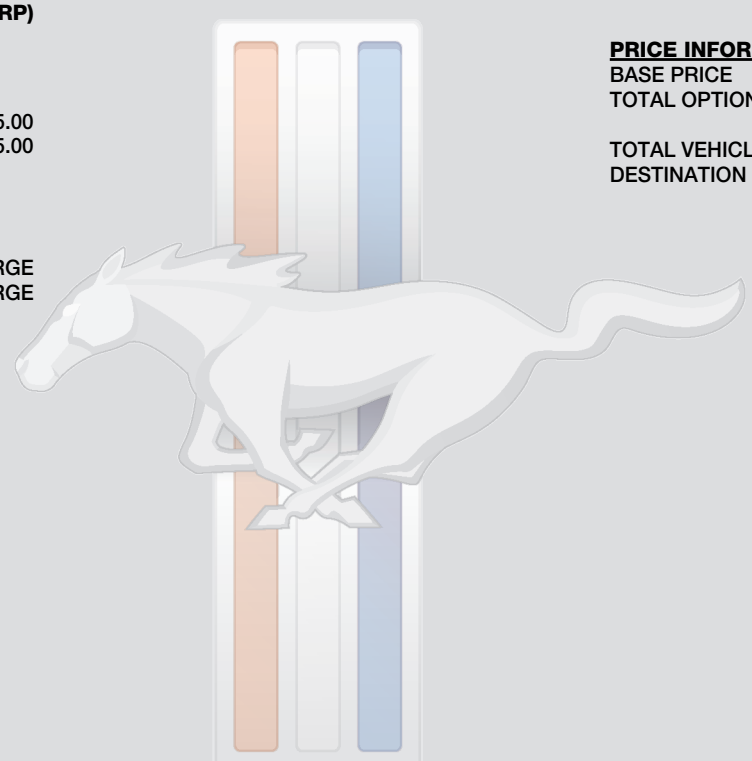 RP)
5.00
5.00
RGE
RGE
PRICE INFOR
BASE PRICE
TOTAL OPTION
TOTAL VEHICL
DESTINATION